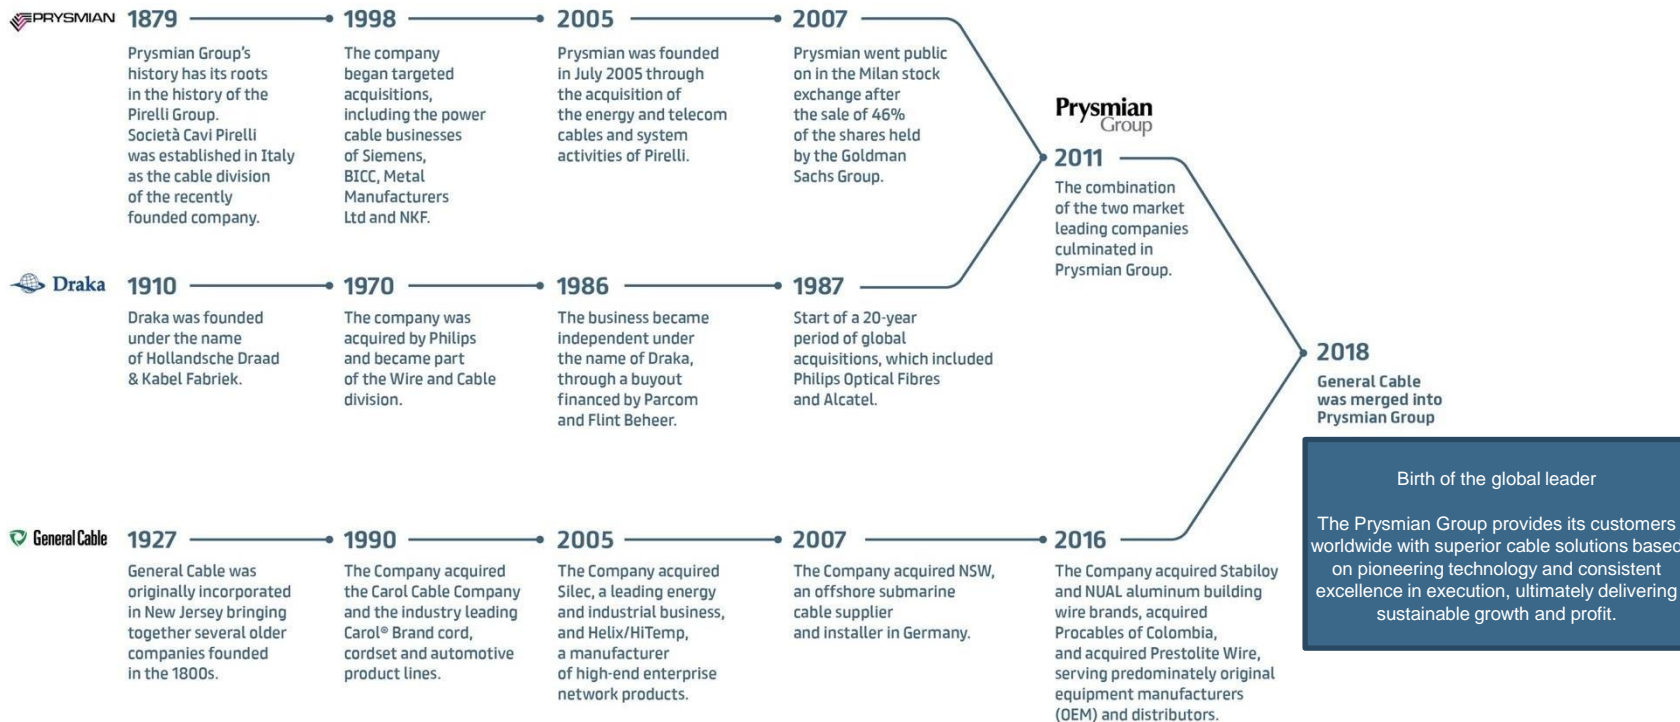 PRYSMIAN
1879
Prysmian Group's
history has its roots
in the history of the
Pirelli Group.
Società Cavi Pirelli
was established in Italy
as the cable division
of the recently
founded company.
1998
The company
began targeted
acquisitions,
including the power
cable businesses
of Siemens,
BICC, Metal
Manufacturers
Ltd and NKF.
2005
Prysmian was founded
in July 2005 through
the acquisition of
the energy and telecom
cables and system
activities of Pirelli.
2007
Prysmian went public
on in the Milan stock
exchange after
the sale of 46%
of the shares held
by the Goldman
Sachs Group.
Prysmian
Group
2011
The combination
of the two market
leading companies
culminated in
Prysmian Group.
Draka
1910
Draka was founded
under the name
of Hollandsche Draad
& Kabel Fabriek.
1970
The company was
acquired by Philips
and became part
of the Wire and Cable
division.
1986
The business became
independent under
the name of Draka,
through a buyout
financed by Parcom
and Flint Beheer.
1987
Start of a 20-year
period of global
acquisitions, which included
Philips Optical Fibres
and Alcatel.
2018
General Cable
was merged into
Prysmian Group
Birth of the global leader
The Prysmian Group provides its customers
worldwide with superior cable solutions based
on pioneering technology and consistent
excellence in execution, ultimately delivering
sustainable growth and profit.
General Cable
1927
General Cable was
originally incorporated
in New Jersey bringing
together several older
companies founded
in the 1800s.
1990
The Company acquired
the Carol Cable Company
and the industry leading
Carol® Brand cord,
cordset and automotive
product lines.
2005
The Company acquired
Silec, a leading energy
and industrial business,
and Helix/HiTemp,
a manufacturer
of high-end enterprise
network products.
2007
The Company acquired NSW,
an offshore submarine
cable supplier
and installer in Germany.
2016
The Company acquired Stabiloy
and NUAL aluminum building
wire brands, acquired
Procables of Colombia,
and acquired Prestolite Wire,
serving predominately original
equipment manufacturers
(OEM) and distributors.